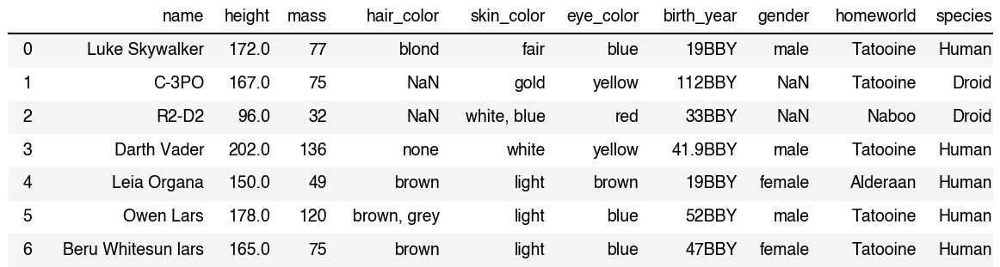 name height mass hair_color skin_color eye_color birth_year gender homeworld species
0 Luke Skywalker 172.0 77 blond fair blue 19BBY male Tatooine Human
1 C-3PO 167.0 75 NaN gold yellow 112BBY NaN Tatooine Droid
2 R2-D2 96.0 32 NaN white, blue red 33BBY NaN Naboo Droid
3 Darth Vader 202.0 136 none white yellow 41.9BBY male Tatooine Human
4 Leia Organa 150.0 49 brown light brown 19BBY female Alderaan Human
5 Owen Lars 178.0 120 brown, grey light blue 52BBY male Tatooine Human
6 Beru Whitesun lars 165.0 75 brown light blue 47BBY female Tatooine Human